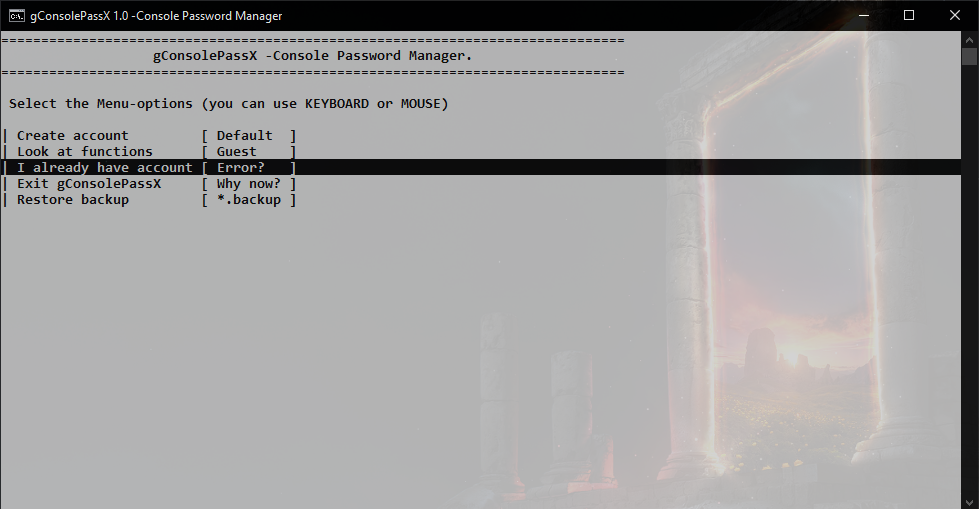 gConsolePassX 1.0 -Console Password Manager
==============================================================================
gConsolePassX -Console Password Manager.
==============================================================================
Select the Menu-options (you can use KEYBOARD or MOUSE)
| Create account         [ Default  ]
| Look at functions      [ Guest    ]
| I already have account [ Error?   ]
| Exit gConsolePassX     [ Why now? ]
| Restore backup         [ *.backup ]